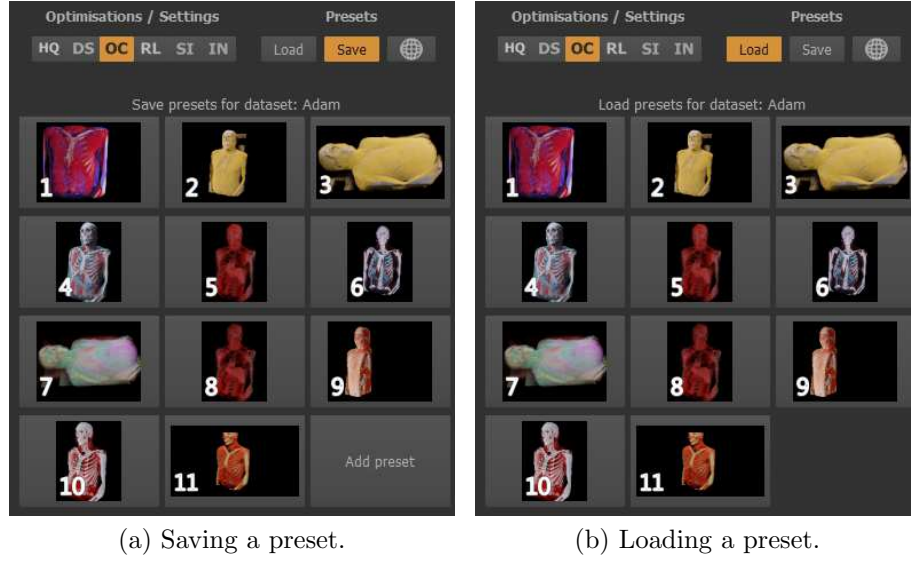 Optimisations / Settings Presets
HQ DS OC RL SI IN Load Save
Save presets for dataset: Adam
1 2 3
4 5 6
7 8 9
10 11 Add preset
(a) Saving a preset.
Optimisations / Settings Presets
HQ DS OC RL SI IN Load Save
Load presets for dataset: Adam
1 2 3
4 5 6
7 8 9
10 11
(b) Loading a preset.